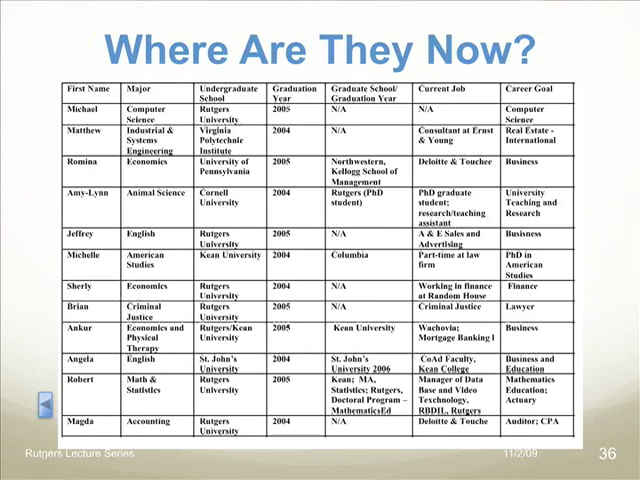 Where Are They Now?
First Name Major Undergraduate School Graduation Year Graduate School/ Graduation Year Current Job Career Goal
Michael Computer Science Rutgers University 2005 N/A N/A Computer Science
Matthew Industrial & Systems Engineering Virginia Polytechnic Institute 2004 N/A Consultant at Ernst & Young Real Estate - International
Romina Economics University of Pennsylvania 2005 Northwestern, Kellogg School of Management Deloitte & Touchee Business
Amy-Lynn Animal Science Cornell University 2004 Rutgers (PhD student) PhD graduate student; research/teaching assistant University Teaching and Research
Jeffrey English Rutgers University 2005 N/A A & E Sales and Advertising Busisness
Michelle American Studies Kean University 2004 Columbia Part-time at law firm PhD in American Studies
Sherly Economics Rutgers University 2004 N/A Working in finance at Random House Finance
Brian Criminal Justice Rutgers University 2005 N/A Criminal Justice Lawyer
Ankur Economics and Physical Therapy Rutgers/Kean University 2005 Kean University Wachovia; Mortgage Banking I Business
Angela English St. John's University 2004 St. John's University 2006 CoAd Faculty, Kean College Business and Education
Robert Math & Statistics Rutgers University 2005 Kean; MA, Statistics; Rutgers, Doctoral Program – MathematicsEd Manager of Data Base and Video Texchnology, RBDIL, Rutgers Mathematics Education; Actuary
Magda Accounting Rutgers University 2004 N/A Deloitte & Touche Auditor; CPA
Rutgers Lecture Series 11/2/09 36